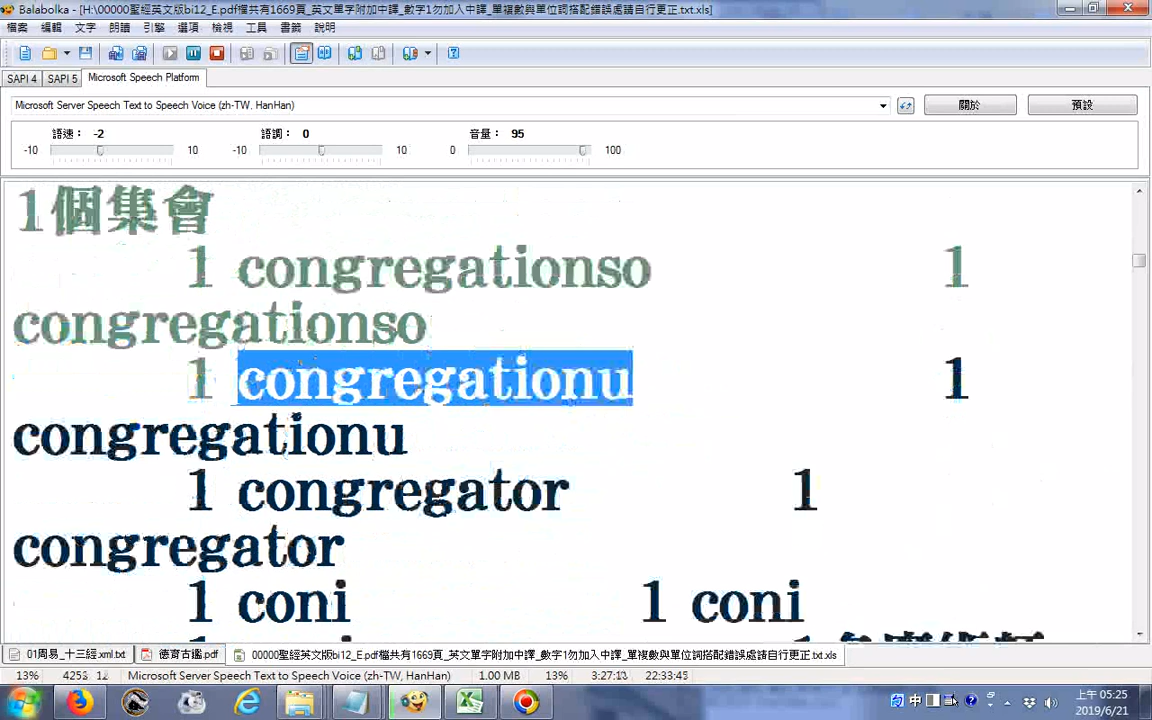 Balabolka - [H:\00000聖經英文版bi12_E.pdf檔共有1669頁_英文單字附加中譯_數字1勿加入中譯_單複數與單位詞搭配錯誤處請自行更正.txt.xls]
檔案 編輯 文字 朗讀 引擎 選項 檢視 工具 書籤 說明
SAPI 4 SAPI 5 Microsoft Speech Platform
Microsoft Server Speech Text to Speech Voice (zh-TW, HanHan) 關於 預設
語速： -2 語調： 0 音量： 95
-10 10 -10 10 0 100
1個集會
1 congregationso 1
congregationso
1 congregationu 1
congregationu
1 congregator 1
congregator
1 coni 1 coni
01周易_十三經.xml.txt 德育古鑑.pdf 00000聖經英文版bi12_E.pdf檔共有1669頁_英文單字附加中譯_數字1勿加入中譯_單複數與單位詞搭配錯誤處請自行更正.txt.xls
13% Microsoft Server Speech Text to Speech Voice (zh-TW, HanHan) 1.00 MB 13% 3:27:13 22:33:45
中 上午 05:25
2019/6/21